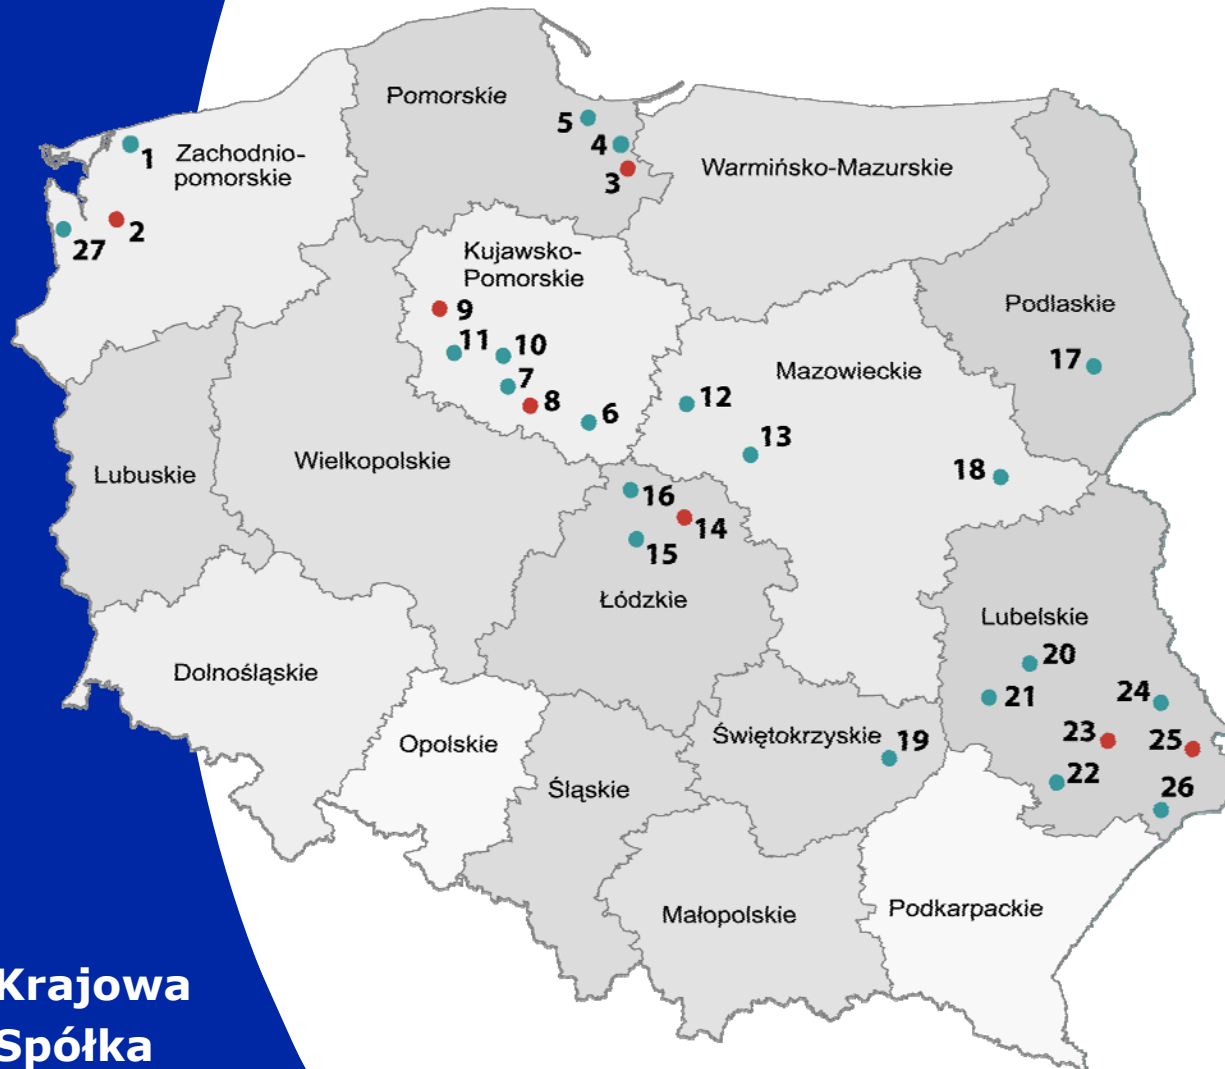 Pomorskie
5
4
3
1
Zachodnio-
pomorskie
2
27
Warmińsko-Mazurskie
Kujawsko-
Pomorskie
9
11
10
7
8
6
Podlaskie
17
Mazowieckie
12
13
18
Lubuskie
Wielkopolskie
16
14
15
Łódzkie
Lubelskie
20
21
24
23
25
22
26
Dolnośląskie
Opolskie
Świętokrzyskie
19
Śląskie
Małopolskie
Podkarpackie
Krajowa
Spółka